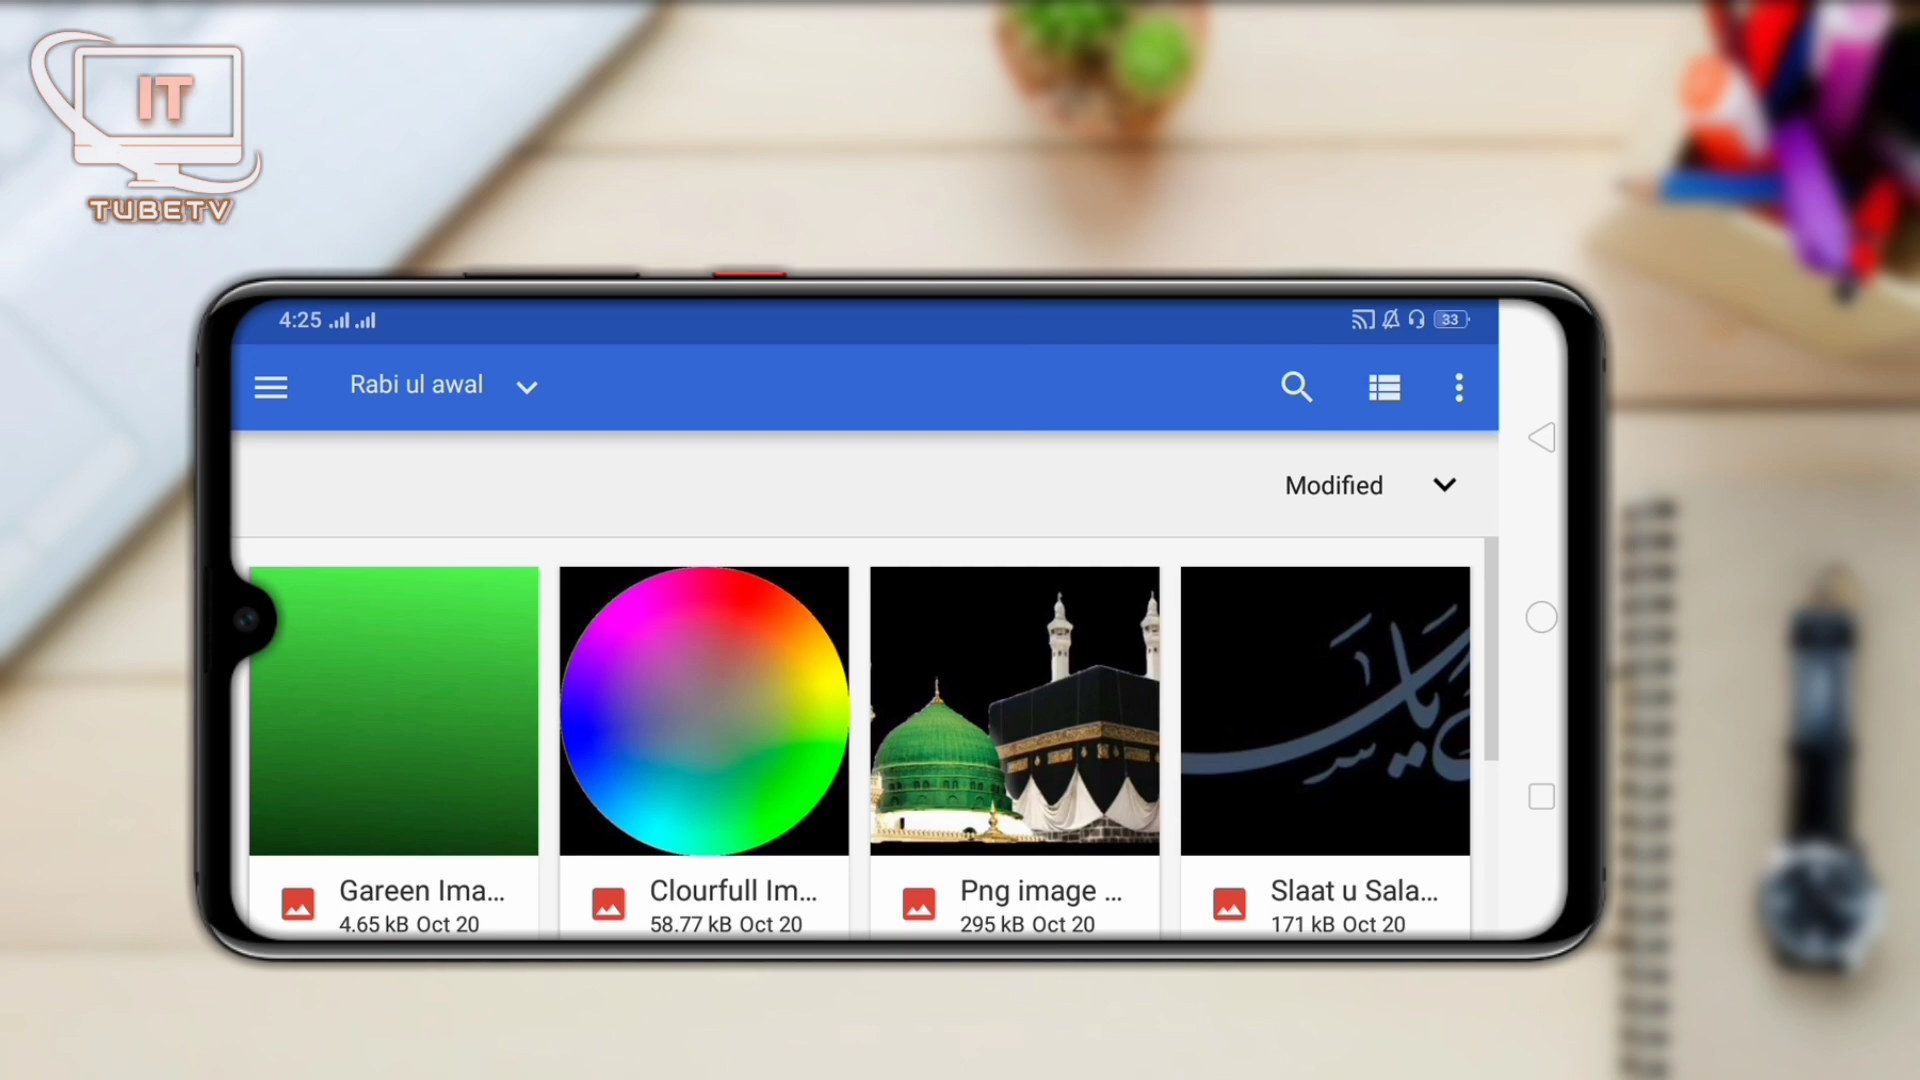 IT
TUBETV
4:25
33
Rabi ul awal
Modified
Gareen Ima...
4.65 kB Oct 20
Clourfull Im...
58.77 kB Oct 20
Png image ...
295 kB Oct 20
Slaat u Sala...
171 kB Oct 20